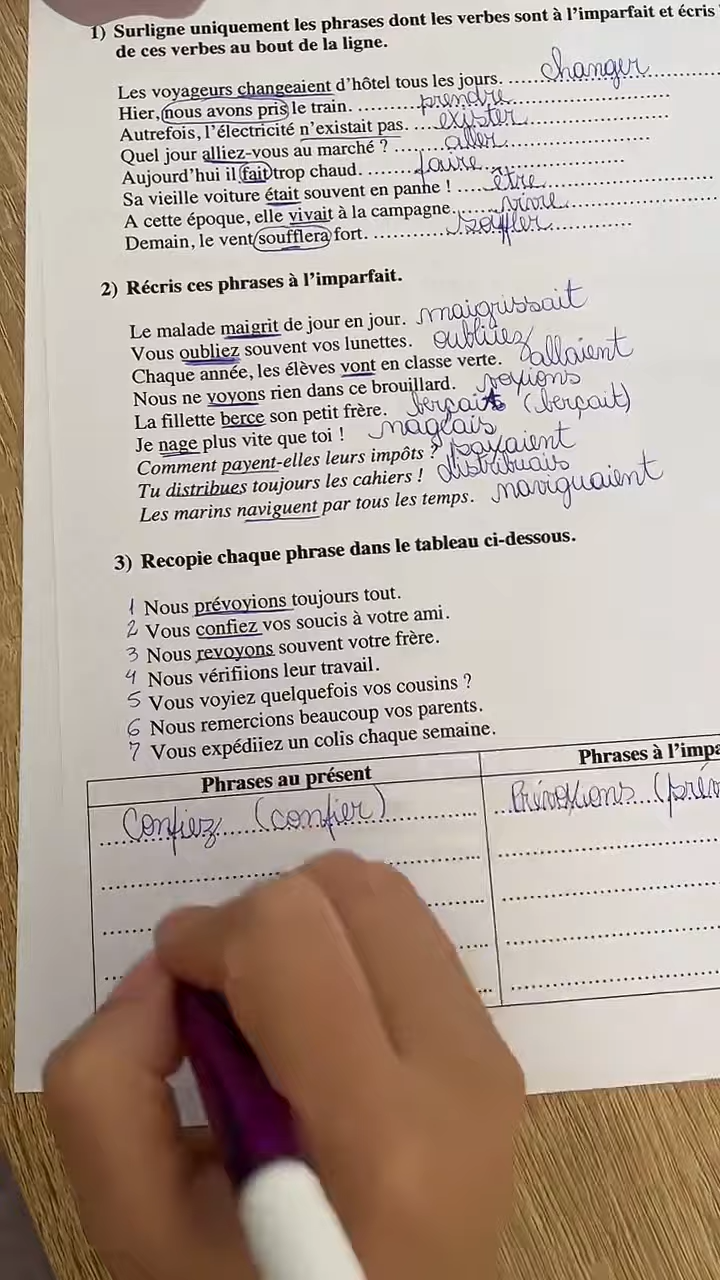 1) Surligne uniquement les phrases dont les verbes sont à l'imparfait et écris
de ces verbes au bout de la ligne.
Les voyageurs changeaient d'hôtel tous les jours. changer
Hier, nous avons pris le train. prendre
Autrefois, l'électricité n'existait pas. exister
Quel jour alliez-vous au marché ? aller
Aujourd'hui il fait trop chaud. faire
Sa vieille voiture était souvent en panne ! être
A cette époque, elle vivait à la campagne. vivre
Demain, le vent soufflera fort. souffler
2) Récris ces phrases à l'imparfait.
Le malade maigrit de jour en jour. maigrissait
Vous oubliez souvent vos lunettes. oubliiez
Chaque année, les élèves vont en classe verte. allaient
Nous ne voyons rien dans ce brouillard. voyions
La fillette berce son petit frère. berçait (berçait)
Je nage plus vite que toi ! nageais
Comment payent-elles leurs impôts ? payaient
Tu distribues toujours les cahiers ! distribuais
Les marins naviguent par tous les temps. naviguaient
3) Recopie chaque phrase dans le tableau ci-dessous.
1 Nous prévoyions toujours tout.
2 Vous confiez vos soucis à votre ami.
3 Nous revoyons souvent votre frère.
4 Nous vérifiions leur travail.
5 Vous voyiez quelquefois vos cousins ?
6 Nous remercions beaucoup vos parents.
7 Vous expédiiez un colis chaque semaine.
Phrases au présent Phrases à l'impa
Confiez (confier) Prévoyions (prév